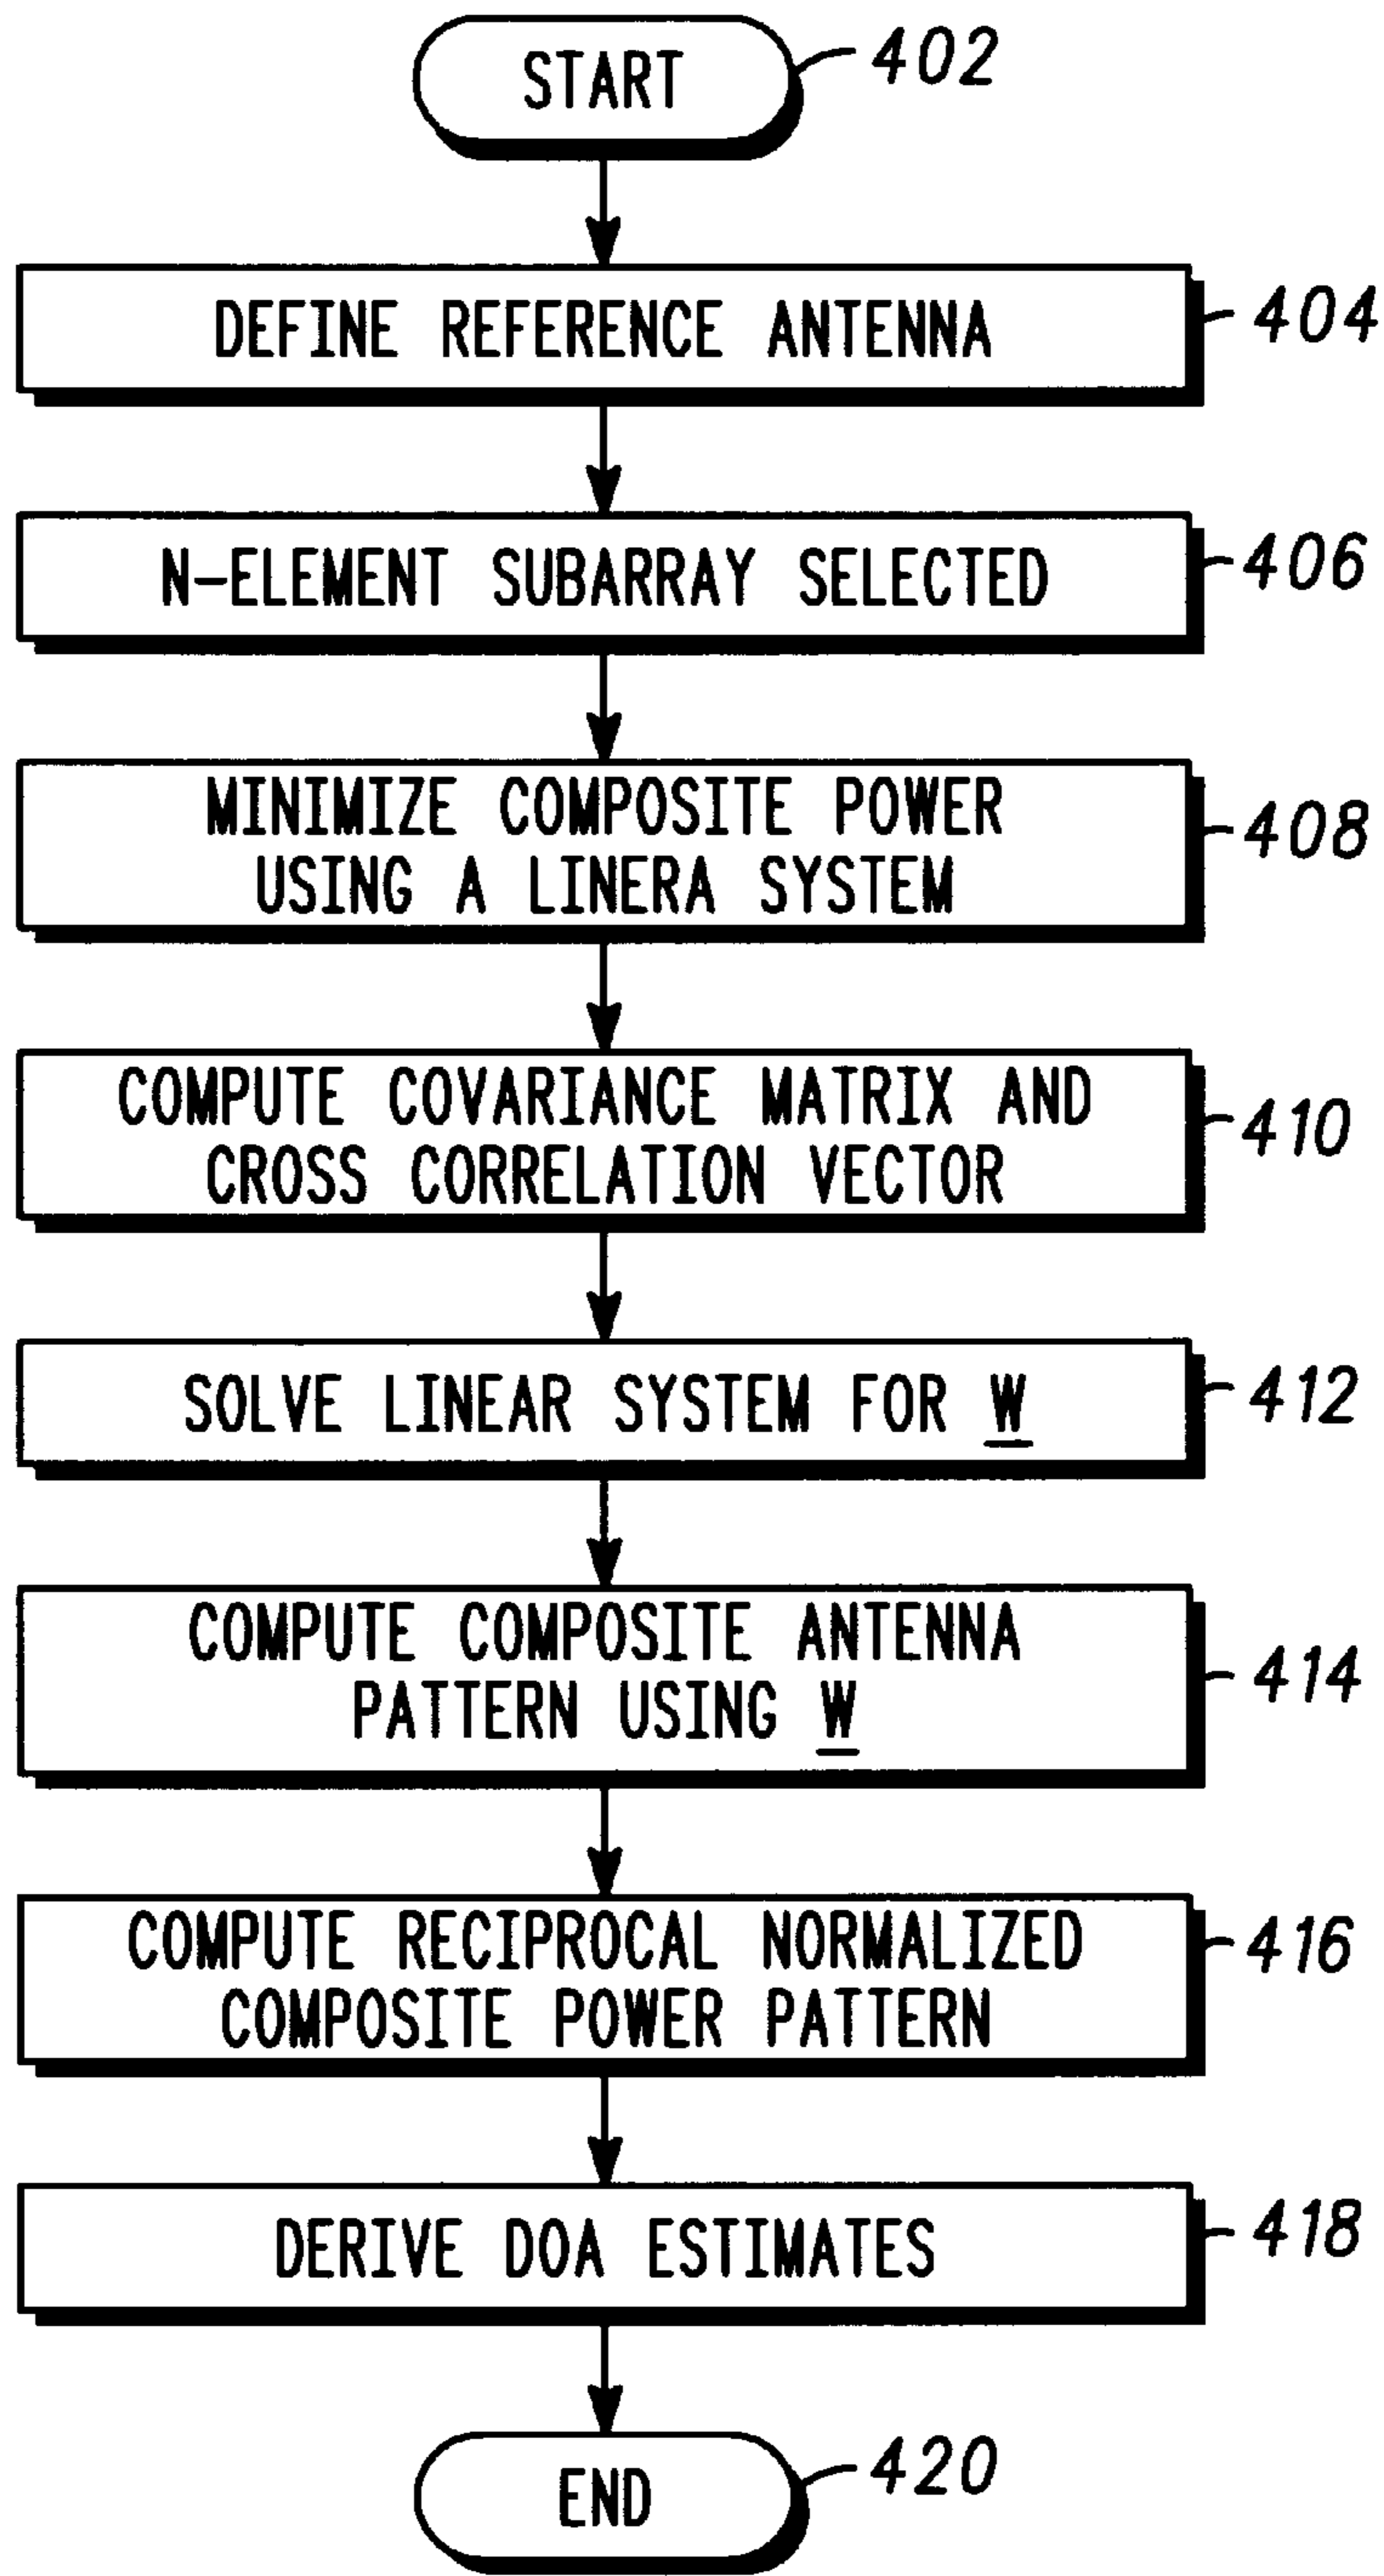 START
402
DEFINE REFERENCE ANTENNA
404
N-ELEMENT SUBARRAY SELECTED
406
MINIMIZE COMPOSITE POWER
USING A LINERA SYSTEM
408
COMPUTE COVARIANCE MATRIX AND
CROSS CORRELATION VECTOR
410
SOLVE LINEAR SYSTEM FOR W
412
COMPUTE COMPOSITE ANTENNA
PATTERN USING W
414
COMPUTE RECIPROCAL NORMALIZED
COMPOSITE POWER PATTERN
416
DERIVE DOA ESTIMATES
418
END
420